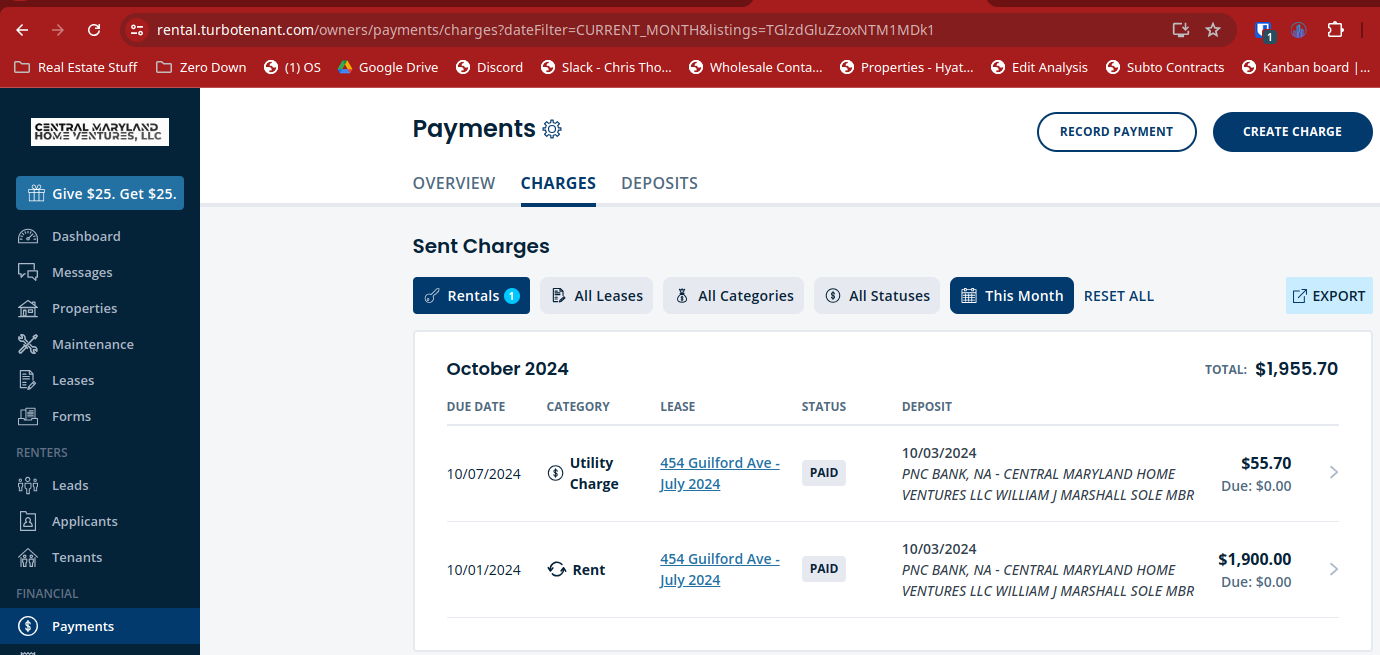 rental.turbotenant.com/owners/payments/charges?dateFilter=CURRENT_MONTH&listings=TGlzdGluZzoxNTM1MDk1
1
Real Estate Stuff
Zero Down
(1) OS
Google Drive
Discord
Slack - Chris Tho...
Wholesale Conta...
Properties - Hyat...
Edit Analysis
Subto Contracts
Kanban board |...
CENTRAL MARYLAND
HOME VENTURES, LLC
Give $25. Get $25.
Dashboard
Messages
Properties
Maintenance
Leases
Forms
RENTERS
Leads
Applicants
Tenants
FINANCIAL
Payments
Payments
RECORD PAYMENT
CREATE CHARGE
OVERVIEW
CHARGES
DEPOSITS
Sent Charges
Rentals 1
All Leases
All Categories
All Statuses
This Month
RESET ALL
EXPORT
October 2024
TOTAL: $1,955.70
DUE DATE
CATEGORY
LEASE
STATUS
DEPOSIT
10/07/2024
Utility
Charge
454 Guilford Ave -
July 2024
PAID
10/03/2024
PNC BANK, NA - CENTRAL MARYLAND HOME
VENTURES LLC WILLIAM J MARSHALL SOLE MBR
$55.70
Due: $0.00
10/01/2024
Rent
454 Guilford Ave -
July 2024
PAID
10/03/2024
PNC BANK, NA - CENTRAL MARYLAND HOME
VENTURES LLC WILLIAM J MARSHALL SOLE MBR
$1,900.00
Due: $0.00